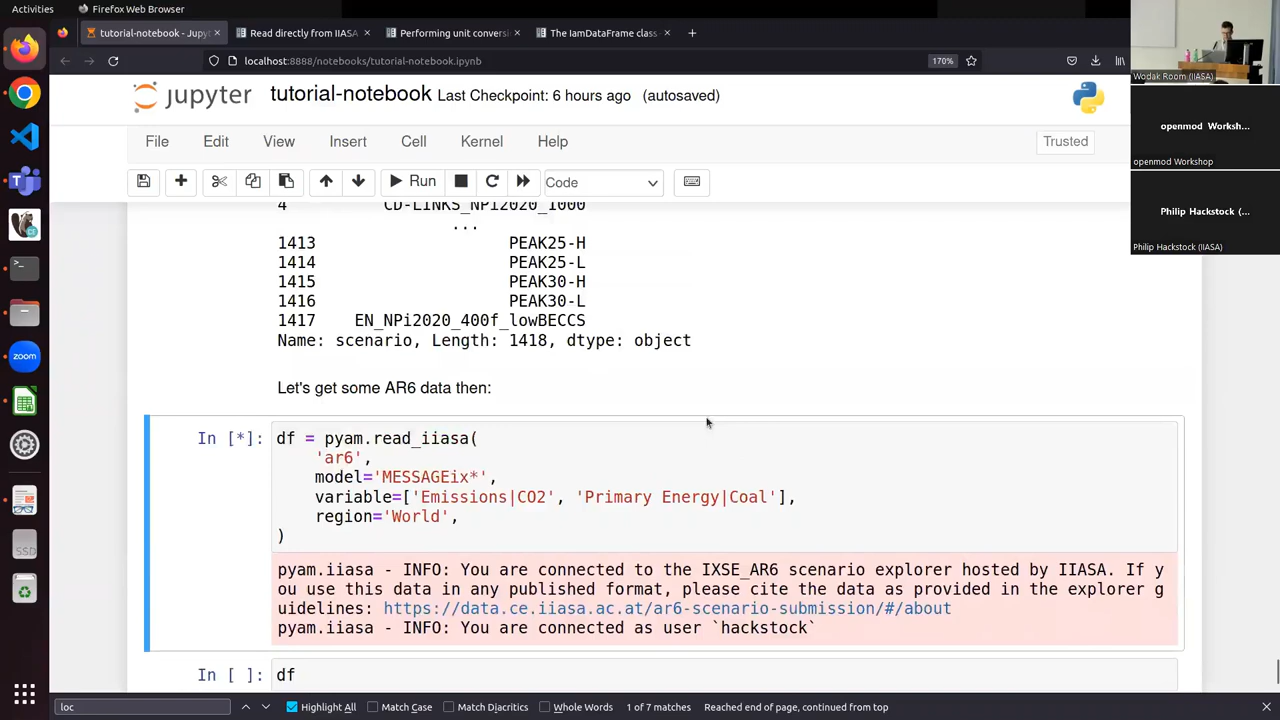 Activities
Firefox Web Browser
tutorial-notebook - Jupyt
Read directly from IIASA
Performing unit conversi
The IamDataFrame class
localhost:8888/notebooks/tutorial-notebook.ipynb
170%
jupyter tutorial-notebook Last Checkpoint: 6 hours ago (autosaved)
File Edit View Insert Cell Kernel Help
Trusted
Run
Code
4 CD-LINKS_NPi2020_1000
...
1413 PEAK25-H
1414 PEAK25-L
1415 PEAK30-H
1416 PEAK30-L
1417 EN_NPi2020_400f_lowBECCS
Name: scenario, Length: 1418, dtype: object
Let's get some AR6 data then:
In [*]: df = pyam.read_iiasa(
'ar6',
model='MESSAGEix*',
variable=['Emissions|CO2', 'Primary Energy|Coal'],
region='World',
)
pyam.iiasa - INFO: You are connected to the IXSE_AR6 scenario explorer hosted by IIASA. If y
ou use this data in any published format, please cite the data as provided in the explorer g
uidelines: https://data.ce.iiasa.ac.at/ar6-scenario-submission/#/about
pyam.iiasa - INFO: You are connected as user `hackstock`
In [ ]: df
loc
Highlight All
Match Case
Match Diacritics
Whole Words
1 of 7 matches
Reached end of page, continued from top
Wodak Room (IIASA)
openmod Worksh...
openmod Workshop
Philip Hackstock (...
Philip Hackstock (IIASA)
zoom
SSD